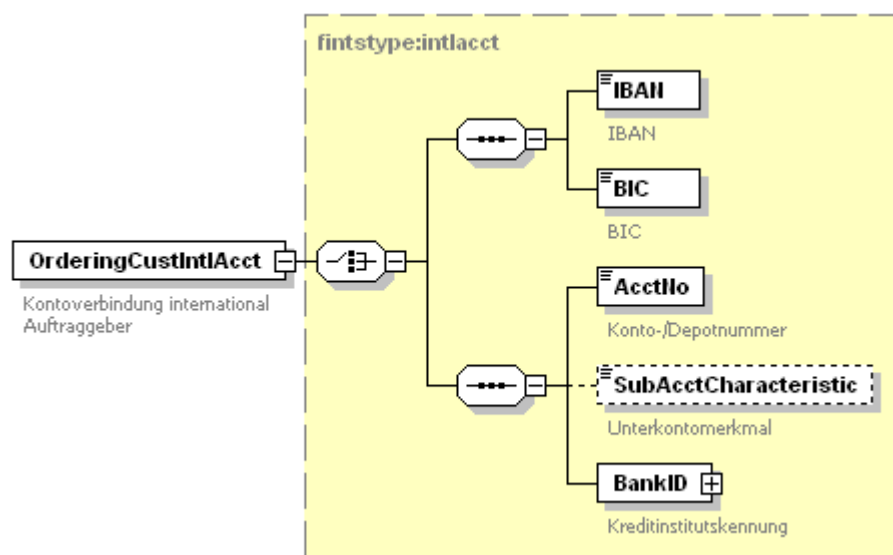 fintstype:intlacct
IBAN
IBAN
BIC
BIC
OrderingCustIntlAcct
Kontoverbindung international
Auftraggeber
AcctNo
Konto-/Depotnummer
SubAcctCharacteristic
Unterkontomerkmal
BankID
Kreditinstitutskennung